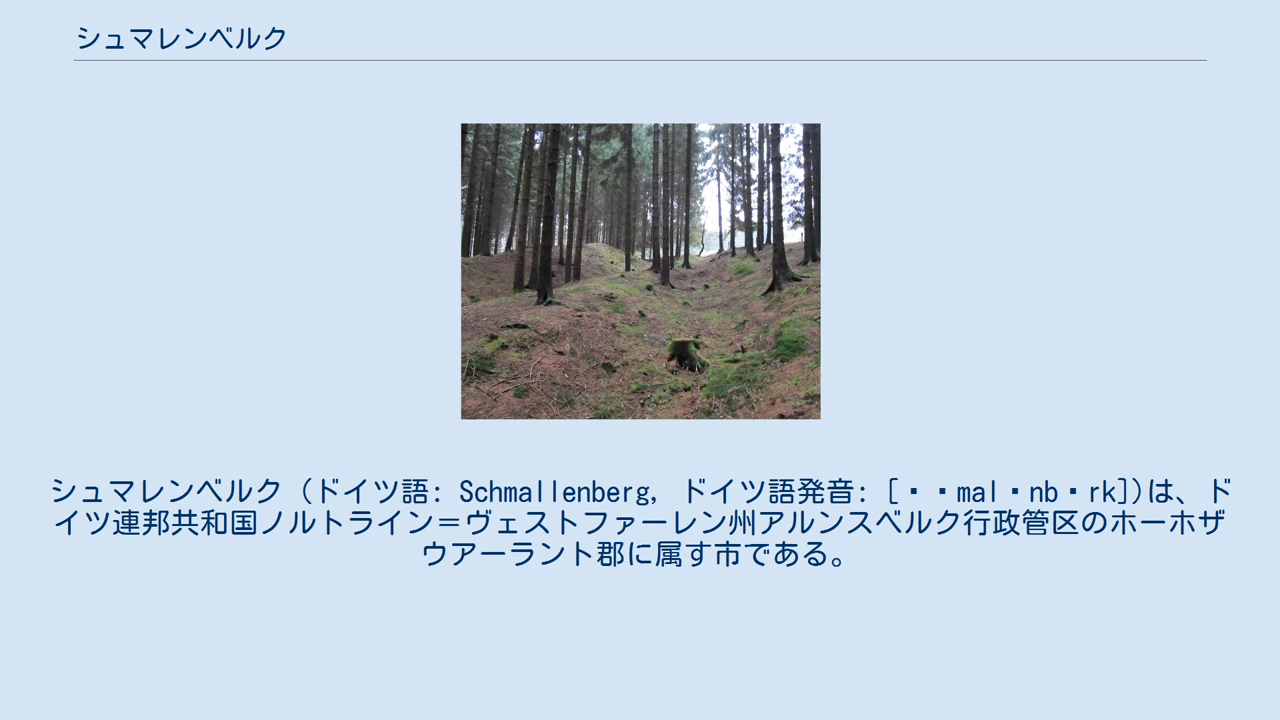 シュマレンベルク
シュマレンベルク (ドイツ語: Schmallenberg, ドイツ語発音: [・・mal・nb・rk])は、ド
イツ連邦共和国ノルトライン＝ヴェストファーレン州アルンスベルク行政管区のホーホザ
ウアーラント郡に属す市である。